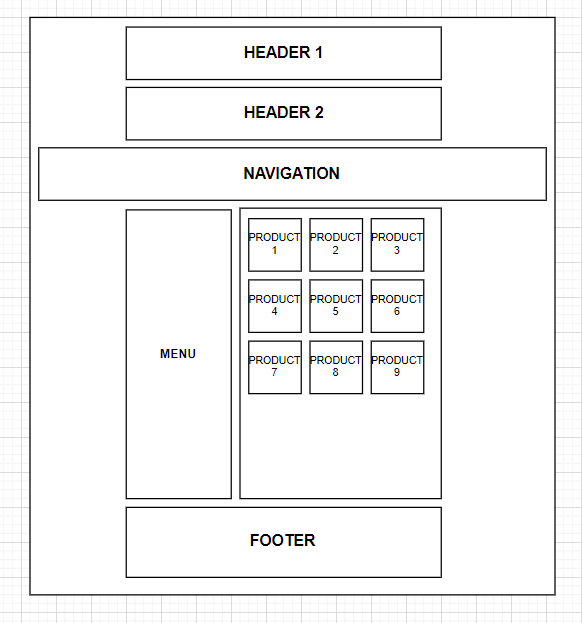 HEADER 1
HEADER 2
NAVIGATION
MENU
PRODUCT
1
PRODUCT
2
PRODUCT
3
PRODUCT
4
PRODUCT
5
PRODUCT
6
PRODUCT
7
PRODUCT
8
PRODUCT
9
FOOTER